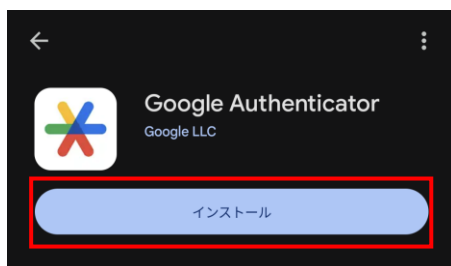 Google Authenticator
Google LLC
インストール